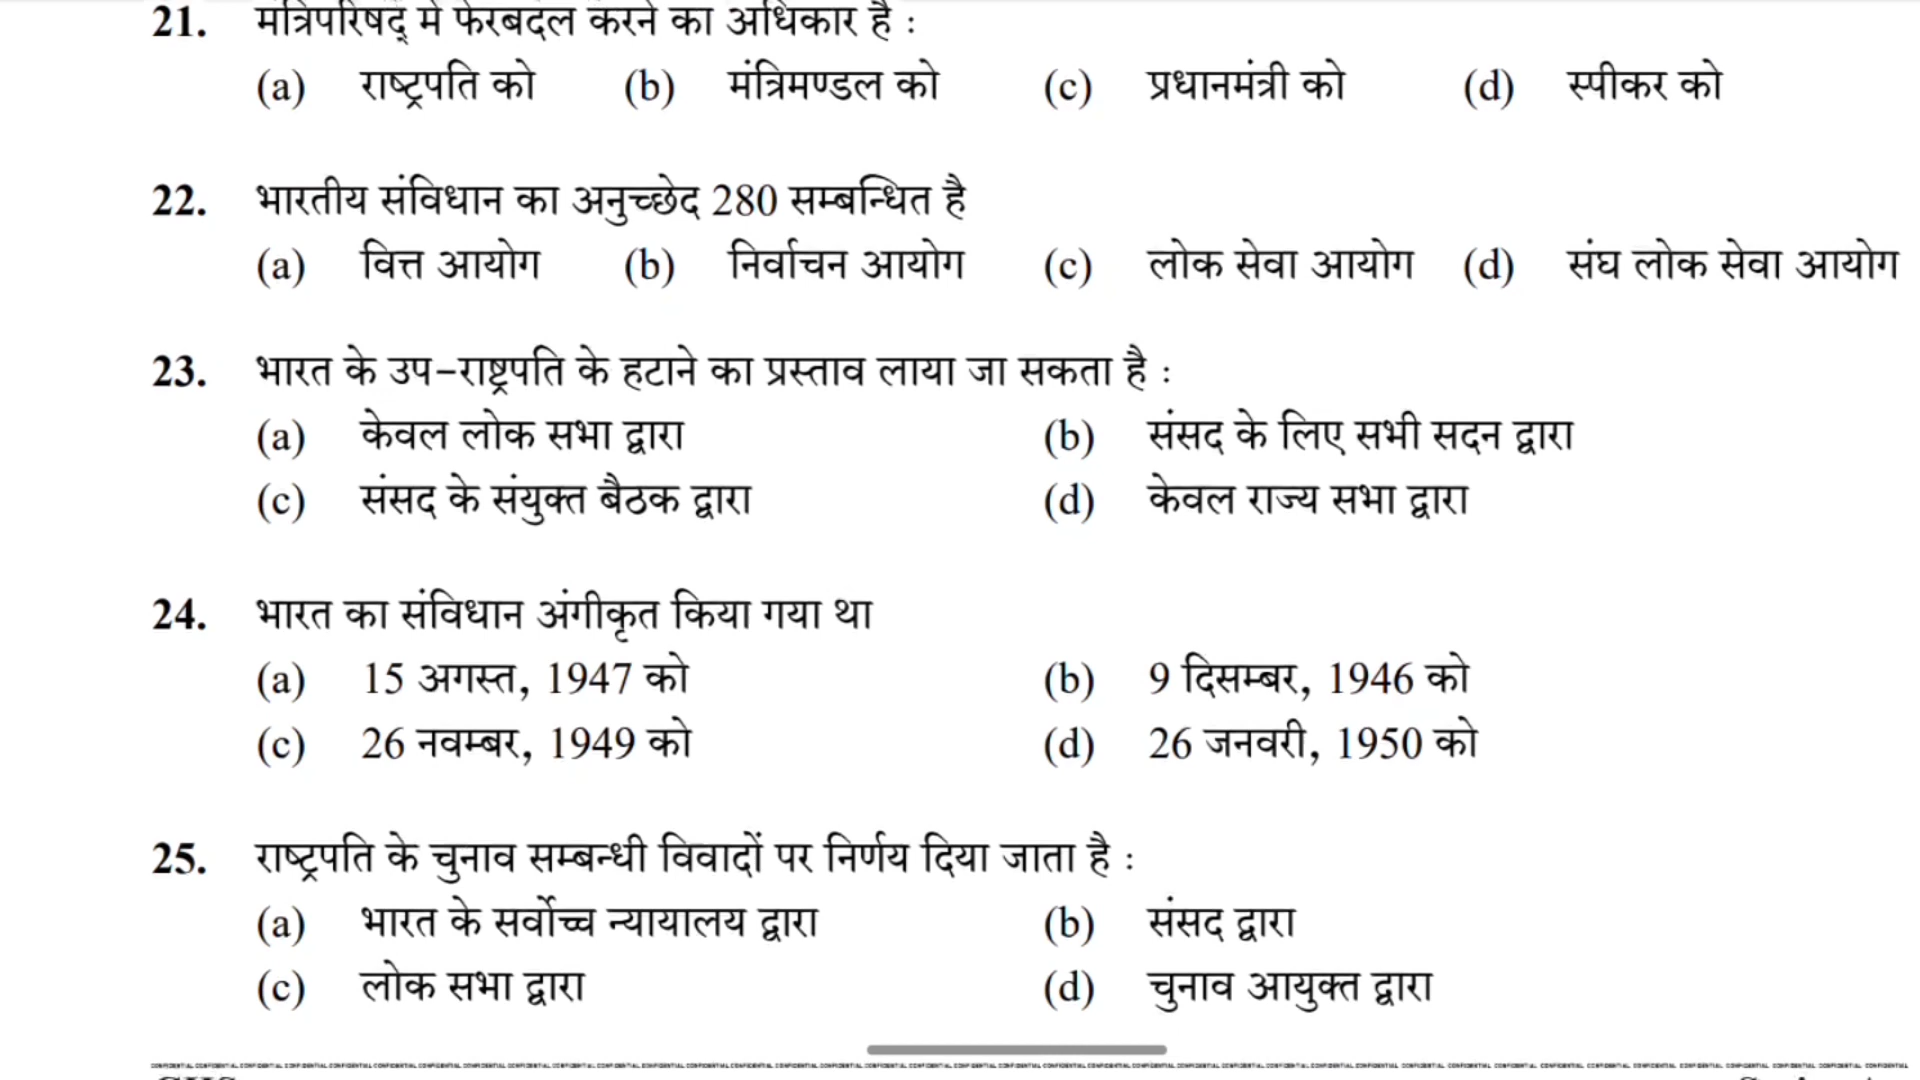 21. मंत्रिपरिषद् में फेरबदल करने का अधिकार है :
(a) राष्ट्रपति को (b) मंत्रिमण्डल को (c) प्रधानमंत्री को (d) स्पीकर को
22. भारतीय संविधान का अनुच्छेद 280 सम्बन्धित है
(a) वित्त आयोग (b) निर्वाचन आयोग (c) लोक सेवा आयोग (d) संघ लोक सेवा आयोग
23. भारत के उप-राष्ट्रपति के हटाने का प्रस्ताव लाया जा सकता है :
(a) केवल लोक सभा द्वारा (b) संसद के लिए सभी सदन द्वारा
(c) संसद के संयुक्त बैठक द्वारा (d) केवल राज्य सभा द्वारा
24. भारत का संविधान अंगीकृत किया गया था
(a) 15 अगस्त, 1947 को (b) 9 दिसम्बर, 1946 को
(c) 26 नवम्बर, 1949 को (d) 26 जनवरी, 1950 को
25. राष्ट्रपति के चुनाव सम्बन्धी विवादों पर निर्णय दिया जाता है :
(a) भारत के सर्वोच्च न्यायालय द्वारा (b) संसद द्वारा
(c) लोक सभा द्वारा (d) चुनाव आयुक्त द्वारा